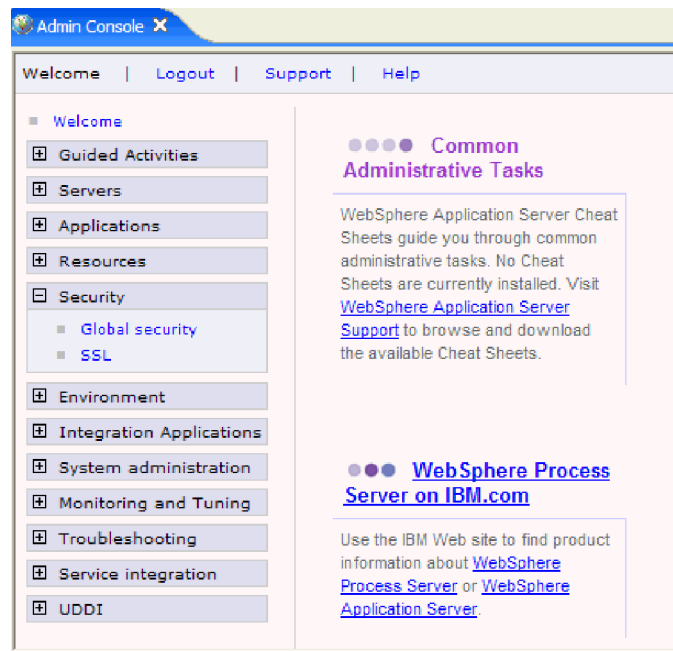 Admin Console
Welcome | Logout | Support | Help
Welcome
Guided Activities
Servers
Applications
Resources
Security
Global security
SSL
Environment
Integration Applications
System administration
Monitoring and Tuning
Troubleshooting
Service integration
UDDI
Common
Administrative Tasks
WebSphere Application Server Cheat
Sheets guide you through common
administrative tasks. No Cheat
Sheets are currently installed. Visit
WebSphere Application Server
Support to browse and download
the available Cheat Sheets.
WebSphere Process
Server on IBM.com
Use the IBM Web site to find product
information about WebSphere
Process Server or WebSphere
Application Server.